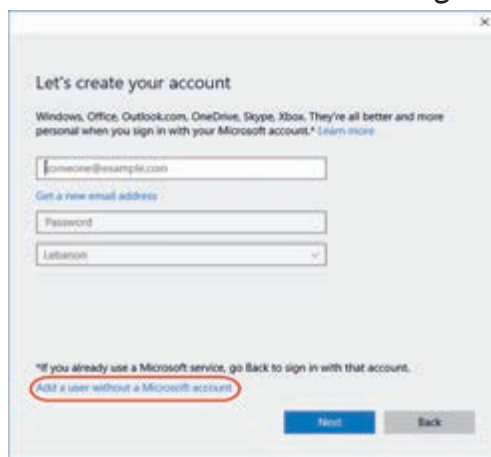 Let's create your account
Windows, Office, Outlook.com, OneDrive, Skype, Xbox. They're all better and more
personal when you sign in with your Microsoft account.* Learn more
someone@example.com
Get a new email address
Password
Lebanon
*If you already use a Microsoft service, go Back to sign in with that account.
Add a user without a Microsoft account
Next
Back